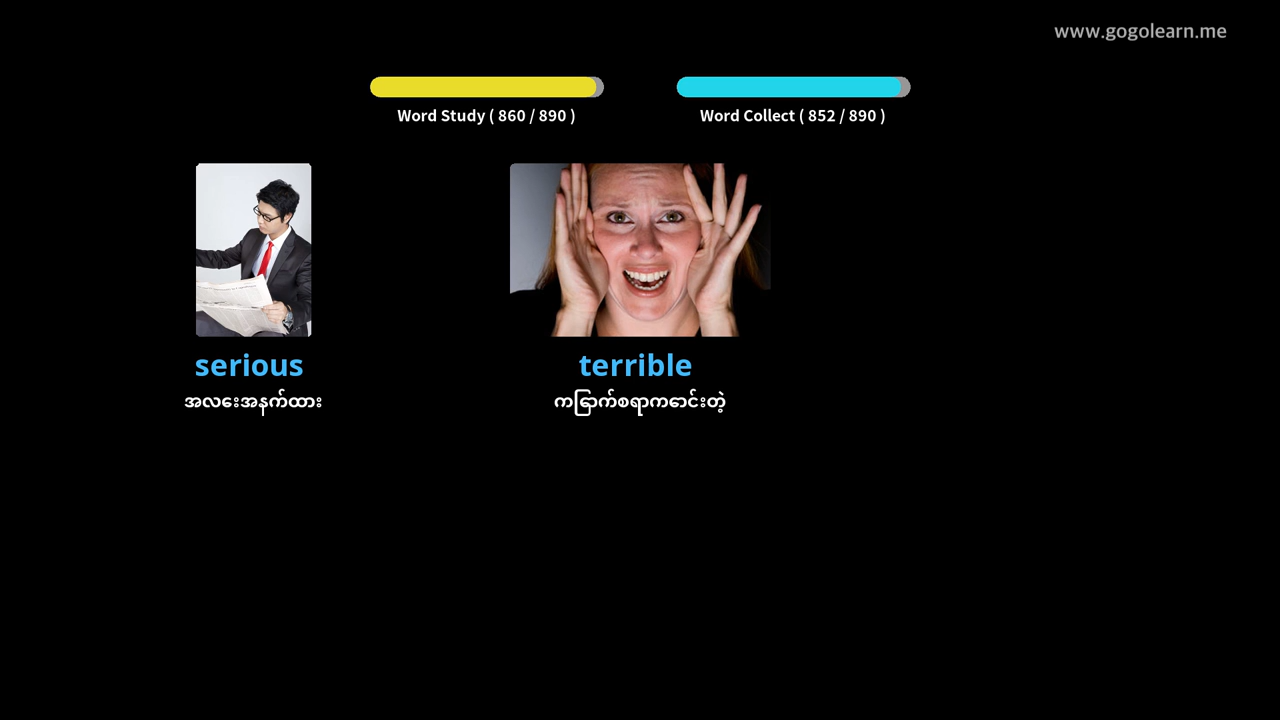 www.gogolearn.me
Word Study ( 860 / 890 )
Word Collect ( 852 / 890 )
serious
အလေးအနက်ထား
terrible
ကြောက်စရာကောင်းတဲ့